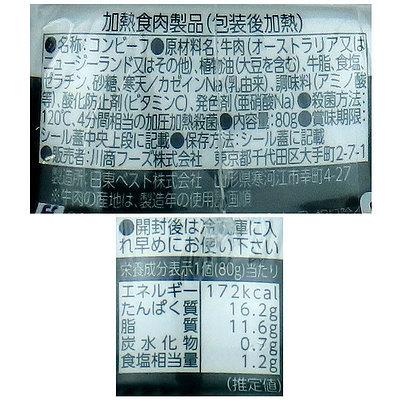 加熱食肉製品(包装後加熱)
●名称:コンビーフ●原材料名:牛肉(オーストラリア又は
ニュージーランド又はその他)、植物油(大豆を含む)、牛脂、食塩、
ゼラチン、砂糖、寒天/カゼインNa(乳由来)、調味料(アミノ酸
等)、酸化防止剤(ビタミンC)、発色剤(亜硝酸Na)●殺菌方法:
120℃、4分間相当の加圧加熱殺菌●内容量:80g●賞味期限:
シール蓋中央上段に記載●保存方法:シール蓋に記載
●販売者:川商フーズ株式会社 東京都千代田区大手町2-7-1
製造所:日東ベスト株式会社 山形県寒河江市幸町4-27
※牛肉の産地は、製造年の使用
●開封後は冷蔵庫に入
れ早めにお使い下さい
栄養成分表示1個(80g)当たり
エネルギー 172kcal
たんぱく質 16.2g
脂質 11.6g
炭水化物 0.7g
食塩相当量 1.2g
(推定値)